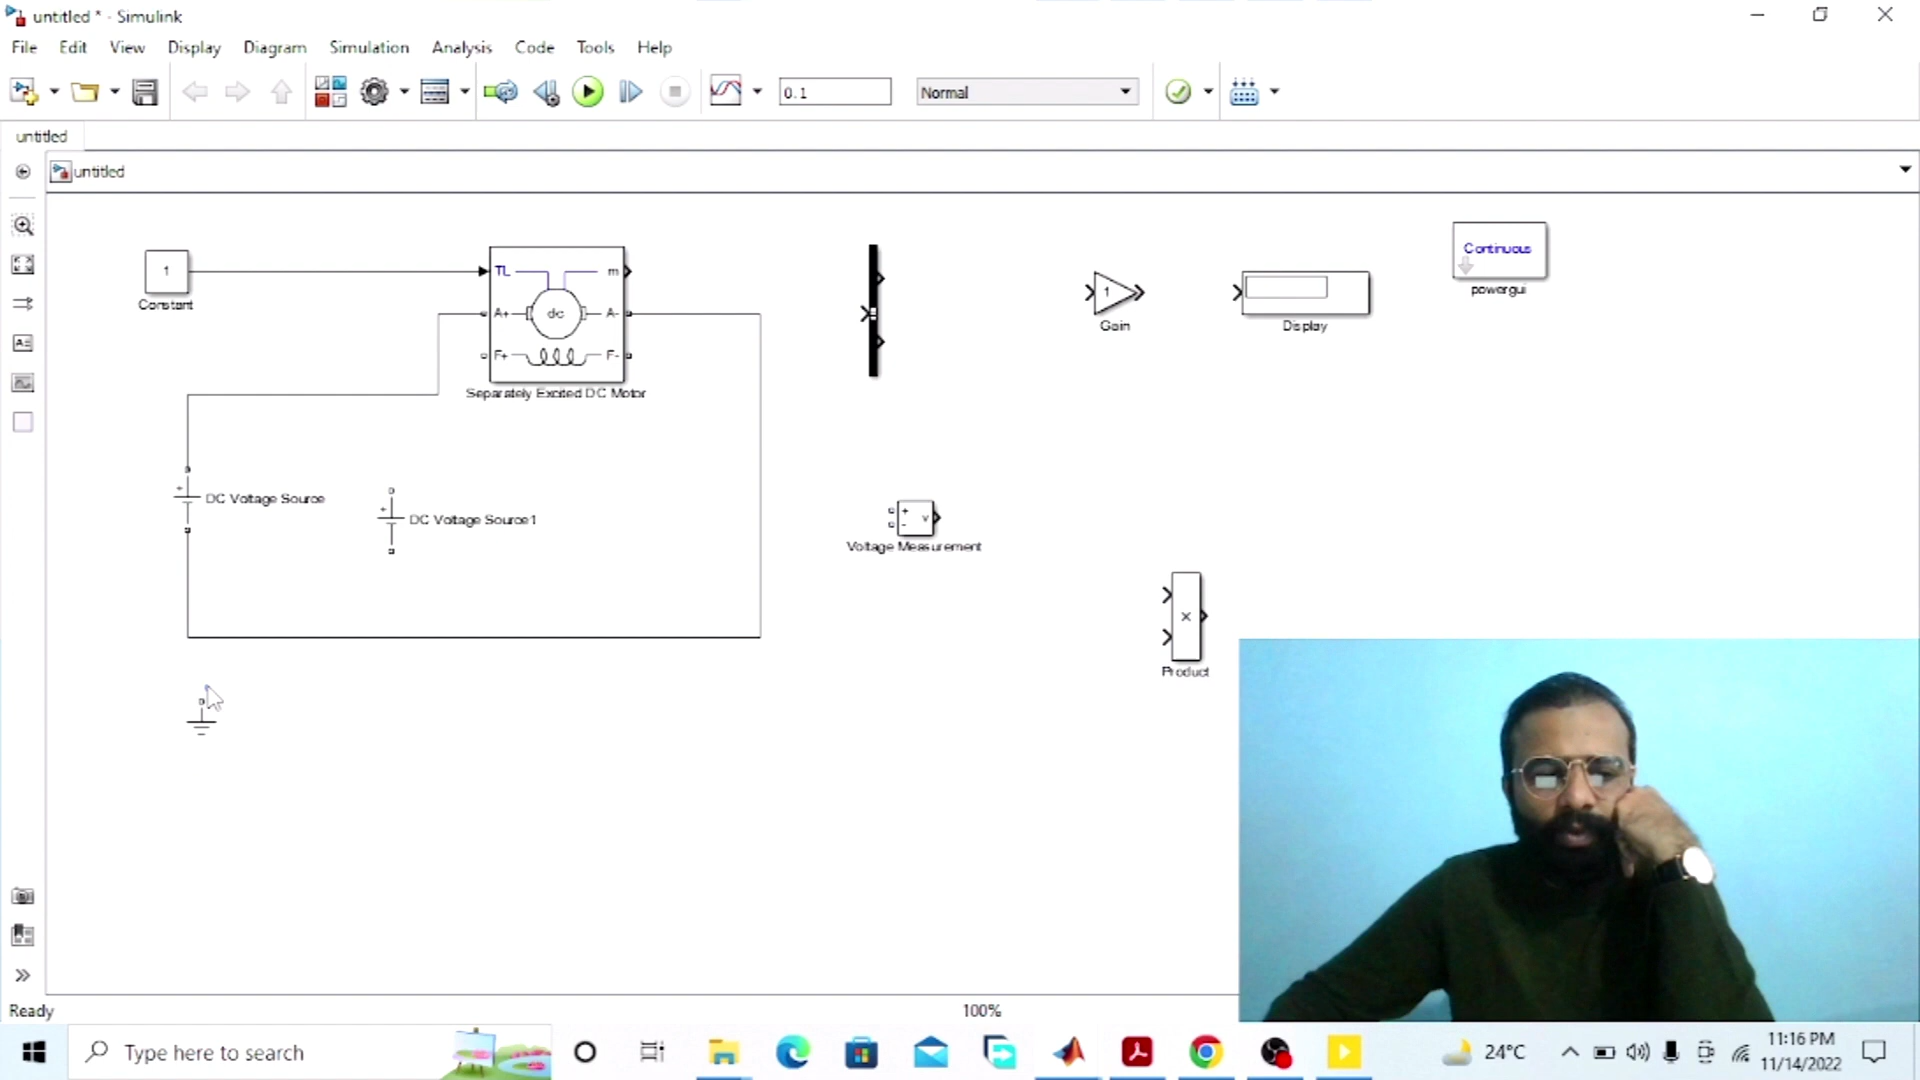 untitled * - Simulink
File Edit View Display Diagram Simulation Analysis Code Tools Help
0.1 Normal
untitled
untitled
1
Constant
TL m
A+ dc A-
F+ F-
Separately Excited DC Motor
1
Gain
Display
Continuous
powergui
+
DC Voltage Source
+
DC Voltage Source1
+
- v
Voltage Measurement
×
Product
Ready 100%
Type here to search
24°C
11:16 PM
11/14/2022